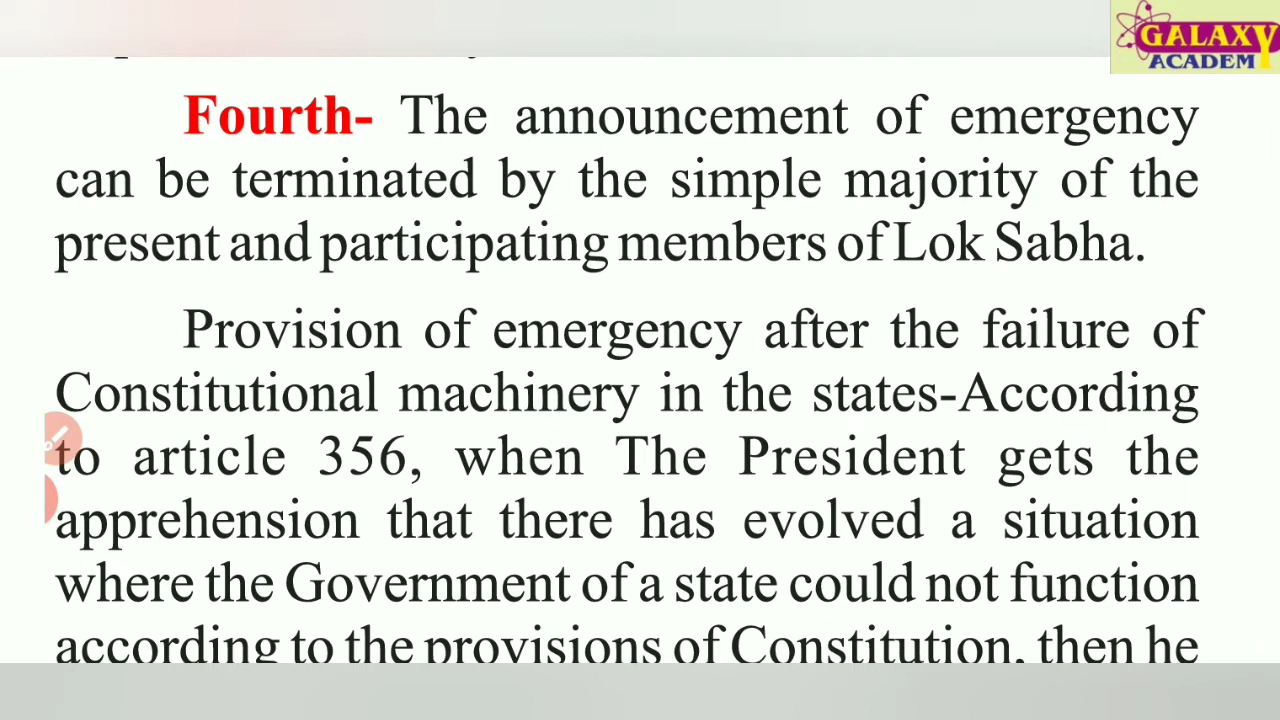 GALAXY
ACADEMY
Fourth- The announcement of emergency
can be terminated by the simple majority of the
present and participating members of Lok Sabha.
Provision of emergency after the failure of
Constitutional machinery in the states-According
to article 356, when The President gets the
apprehension that there has evolved a situation
where the Government of a state could not function
according to the provisions of Constitution, then he